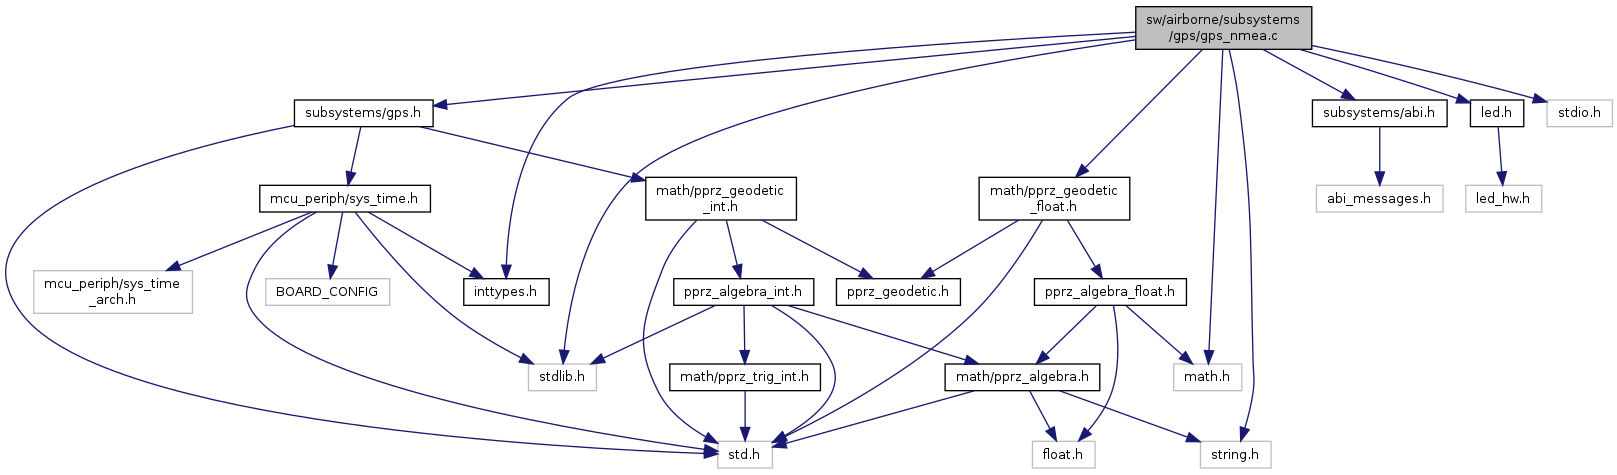 sw/airborne/subsystems
/gps/gps_nmea.c
subsystems/gps.h
subsystems/abi.h
led.h
stdio.h
mcu_periph/sys_time.h
math/pprz_geodetic
_int.h
math/pprz_geodetic
_float.h
abi_messages.h
led_hw.h
mcu_periph/sys_time
_arch.h
BOARD_CONFIG
inttypes.h
pprz_algebra_int.h
pprz_geodetic.h
pprz_algebra_float.h
stdlib.h
math/pprz_trig_int.h
math/pprz_algebra.h
math.h
std.h
float.h
string.h